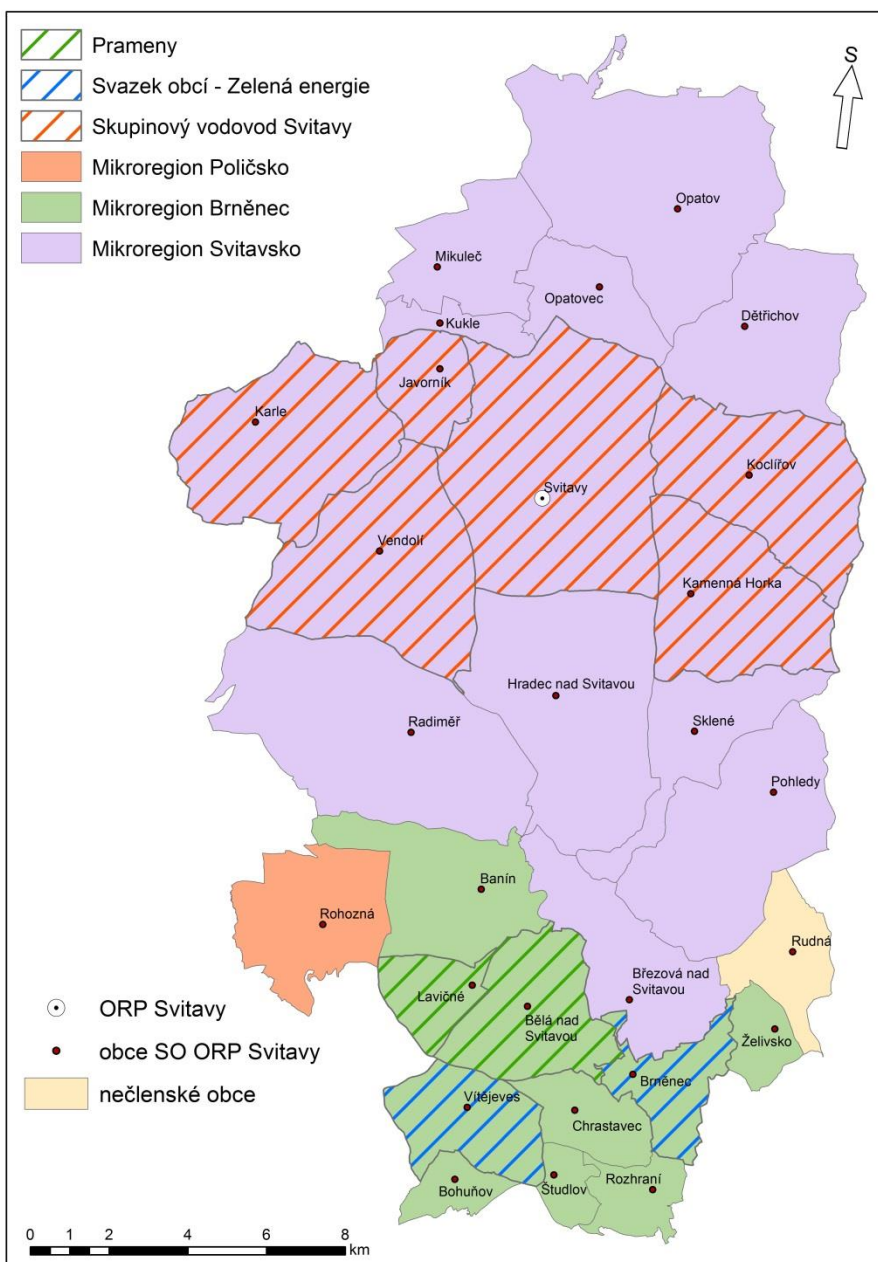 Prameny
Svazek obcí - Zelená energie
Skupinový vodovod Svitavy
Mikroregion Poličsko
Mikroregion Brněnec
Mikroregion Svitavsko
S
Opatov
Mikuleč
Opatovec
Dětřichov
Kukle
Javorník
Karle
Koclířov
Svitavy
Vendolí
Kamenná Horka
Hradec nad Svitavou
Radiměř
Sklené
Pohledy
Banín
Rohozná
Rudná
Lavičné
Březová nad
Svitavou
Bělá nad
Svitavou
Želivsko
Brněnec
Vítějeves
Chrastavec
Bohuňov
Študlov
Rozhraní
ORP Svitavy
obce SO ORP Svitavy
nečlenské obce
0 1 2 4 6 8
km